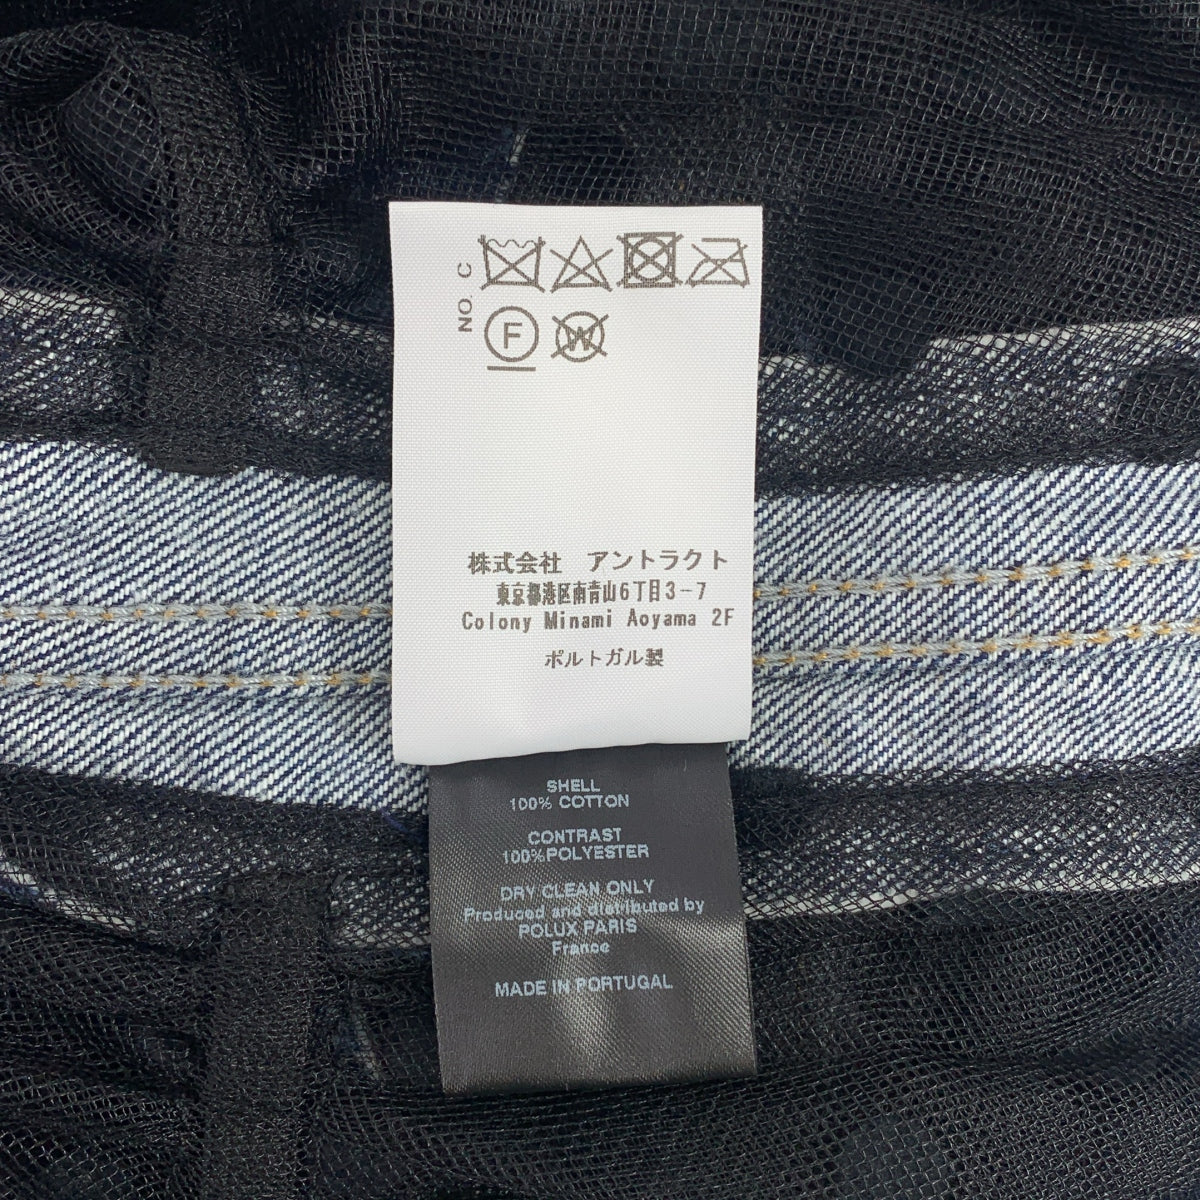 NO. C
F
W
株式会社 アントラクト
東京都港区南青山6丁目3-7
Colony Minami Aoyama 2F
ポルトガル製
SHELL
100% COTTON
CONTRAST
100%POLYESTER
DRY CLEAN ONLY
Produced and distributed by
POLUX PARIS
France
MADE IN PORTUGAL